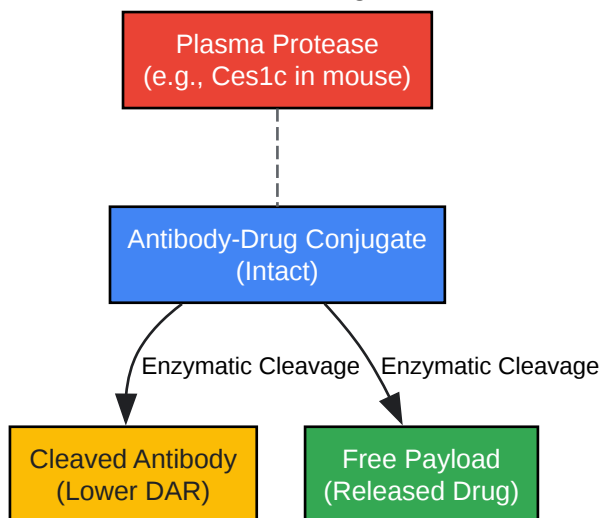 Plasma Protease
(e.g., Ces1c in mouse)
Antibody-Drug Conjugate
(Intact)
Enzymatic Cleavage
Enzymatic Cleavage
Cleaved Antibody
(Lower DAR)
Free Payload
(Released Drug)